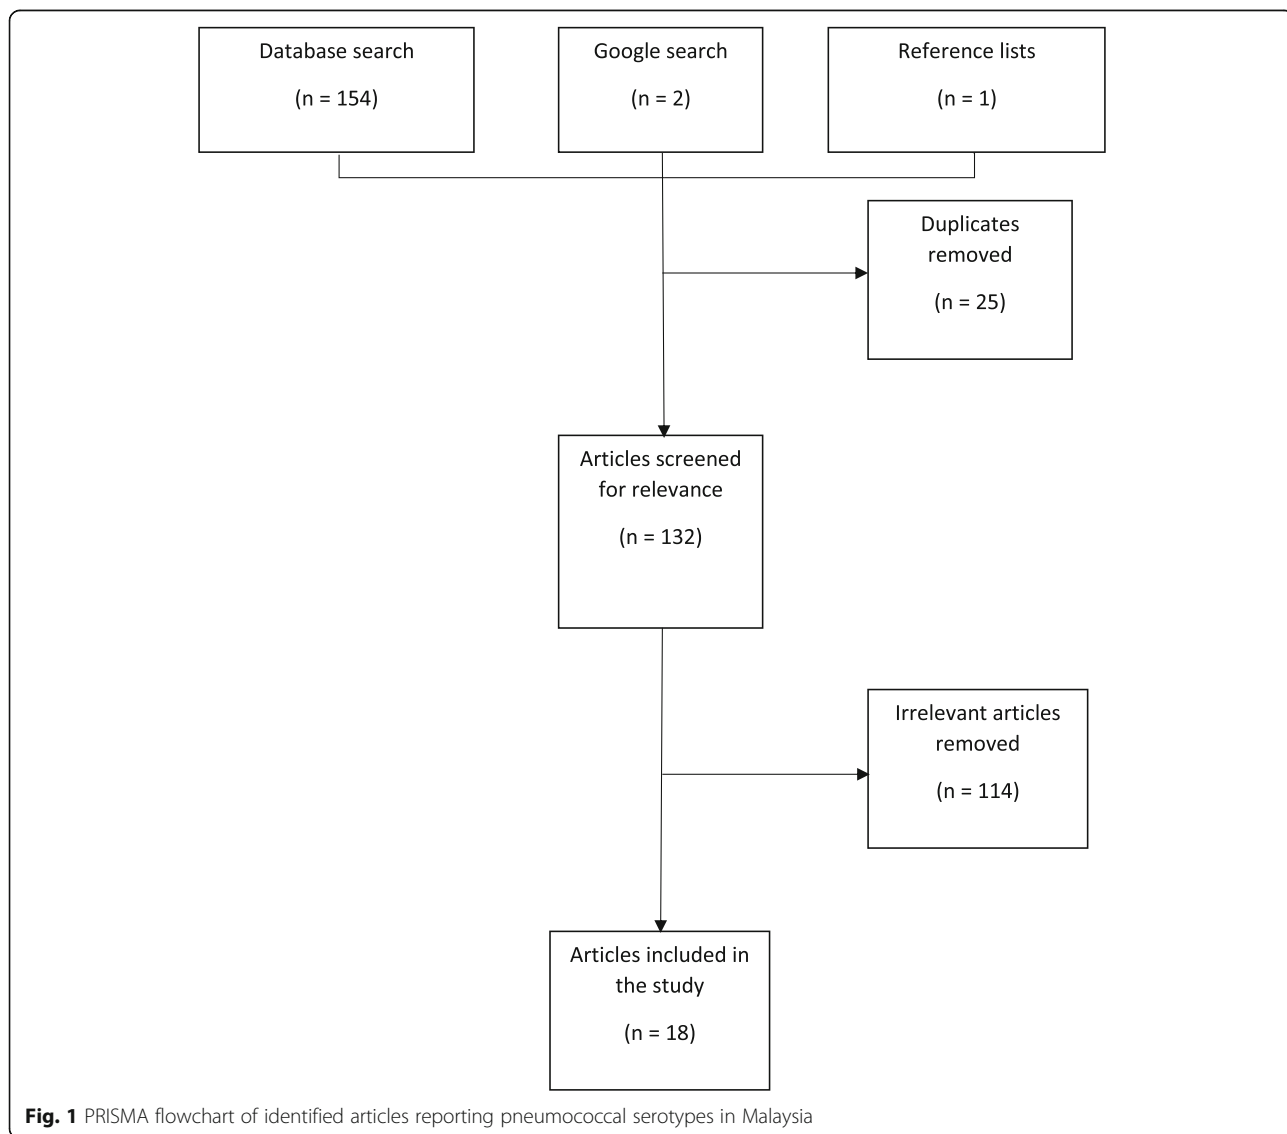 Database search
(n = 154)
Google search
(n = 2)
Reference lists
(n = 1)
Duplicates
removed
(n = 25)
Articles screened
for relevance
(n = 132)
Irrelevant articles
removed
(n = 114)
Articles included in
the study
(n = 18)
Fig. 1 PRISMA flowchart of identified articles reporting pneumococcal serotypes in Malaysia